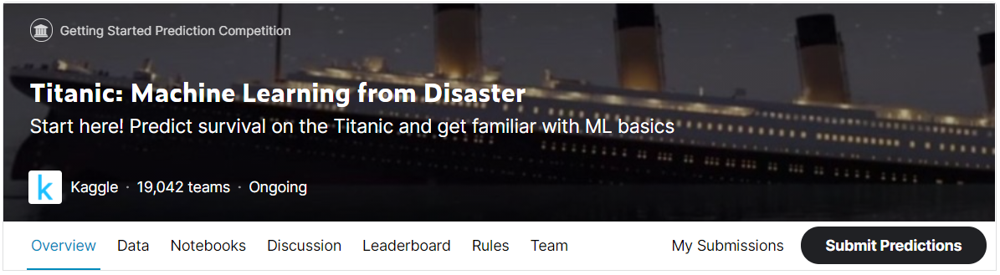 Getting Started Prediction Competition
Titanic: Machine Learning from Disaster
Start here! Predict survival on the Titanic and get familiar with ML basics
k Kaggle · 19,042 teams · Ongoing
Overview Data Notebooks Discussion Leaderboard Rules Team My Submissions Submit Predictions